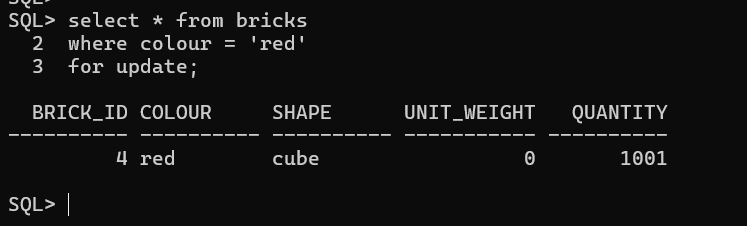 SQL> select * from bricks
  2  where colour = 'red'
  3  for update;
  BRICK_ID COLOUR     SHAPE      UNIT_WEIGHT   QUANTITY
---------- ---------- ---------- ----------- ----------
         4 red        cube                 0       1001
SQL>